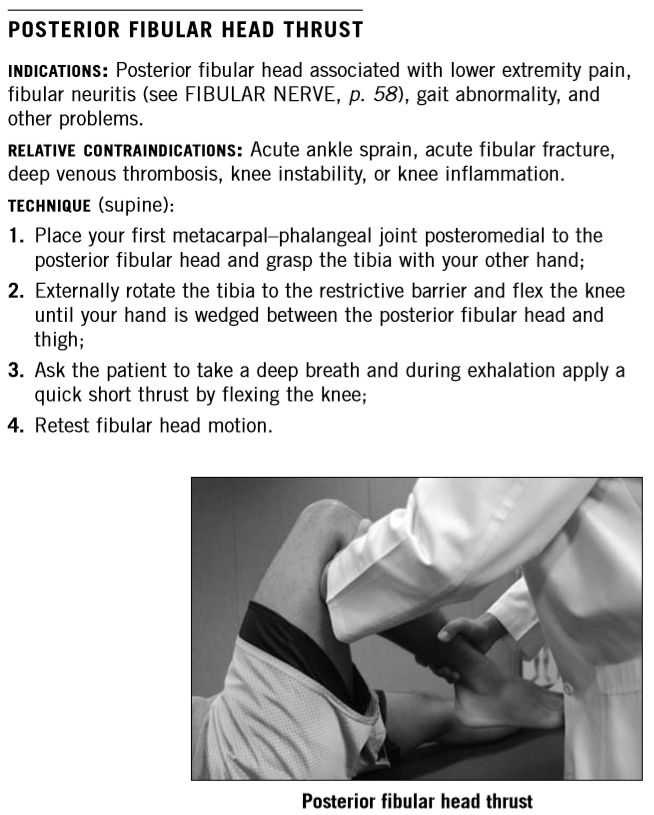 POSTERIOR FIBULAR HEAD THRUST
INDICATIONS: Posterior fibular head associated with lower extremity pain,
fibular neuritis (see FIBULAR NERVE, p. 58), gait abnormality, and
other problems.
RELATIVE CONTRAINDICATIONS: Acute ankle sprain, acute fibular fracture,
deep venous thrombosis, knee instability, or knee inflammation.
TECHNIQUE (supine):
1. Place your first metacarpal–phalangeal joint posteromedial to the
posterior fibular head and grasp the tibia with your other hand;
2. Externally rotate the tibia to the restrictive barrier and flex the knee
until your hand is wedged between the posterior fibular head and
thigh;
3. Ask the patient to take a deep breath and during exhalation apply a
quick short thrust by flexing the knee;
4. Retest fibular head motion.
Posterior fibular head thrust